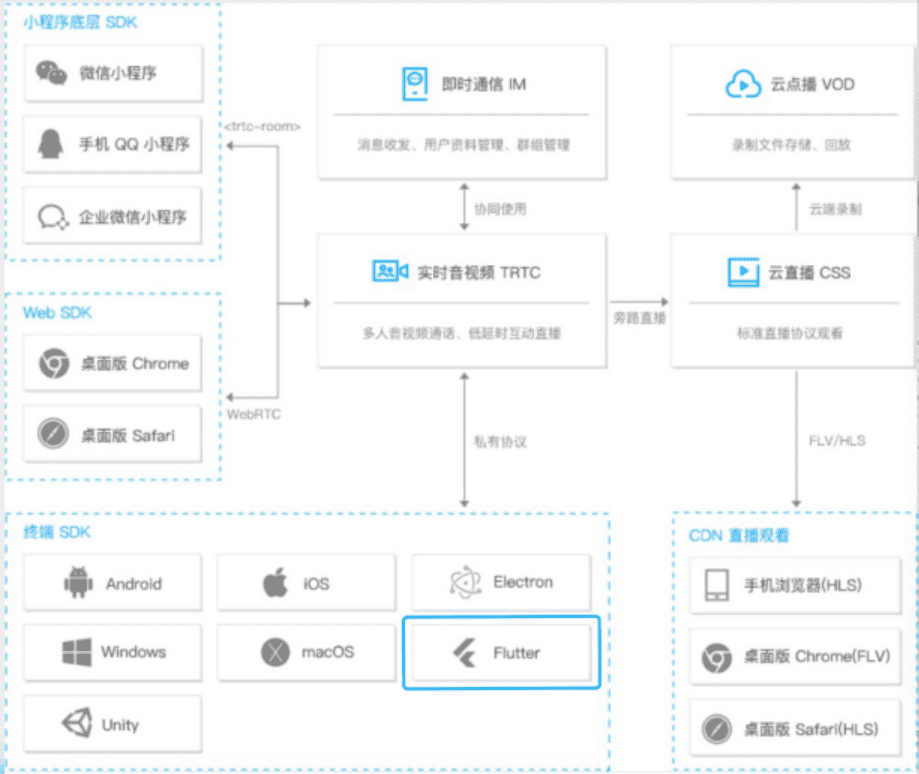 小程序底层 SDK
微信小程序
手机 QQ 小程序
企业微信小程序
<trtc-room>
即时通信 IM
消息收发、用户资料管理、群组管理
云点播 VOD
录制文件存储、回放
协同使用
云端录制
实时音视频 TRTC
多人音视频通话、低延时互动直播
旁路直播
云直播 CSS
标准直播协议观看
Web SDK
桌面版 Chrome
桌面版 Safari
WebRTC
私有协议
FLV/HLS
终端 SDK
Android
iOS
Electron
Windows
macOS
Flutter
Unity
CDN 直播观看
手机浏览器(HLS)
桌面版 Chrome(FLV)
桌面版 Safari(HLS)